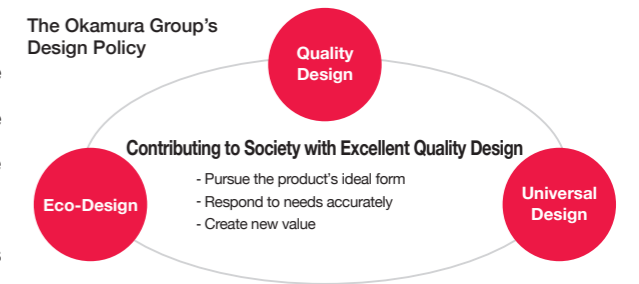 The Okamura Group's
Design Policy
Quality
Design
Contributing to Society with Excellent Quality Design
- Pursue the product's ideal form
- Respond to needs accurately
- Create new value
Eco-Design
Universal
Design